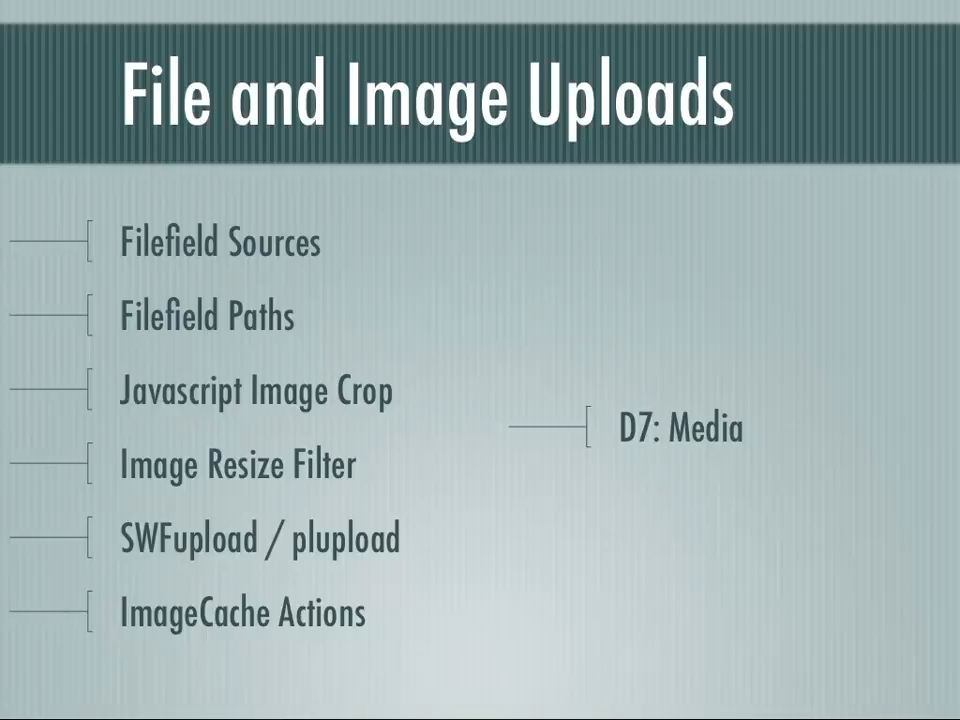 File and Image Uploads
Filefield Sources
Filefield Paths
Javascript Image Crop
Image Resize Filter
SWFupload / plupload
ImageCache Actions
D7: Media